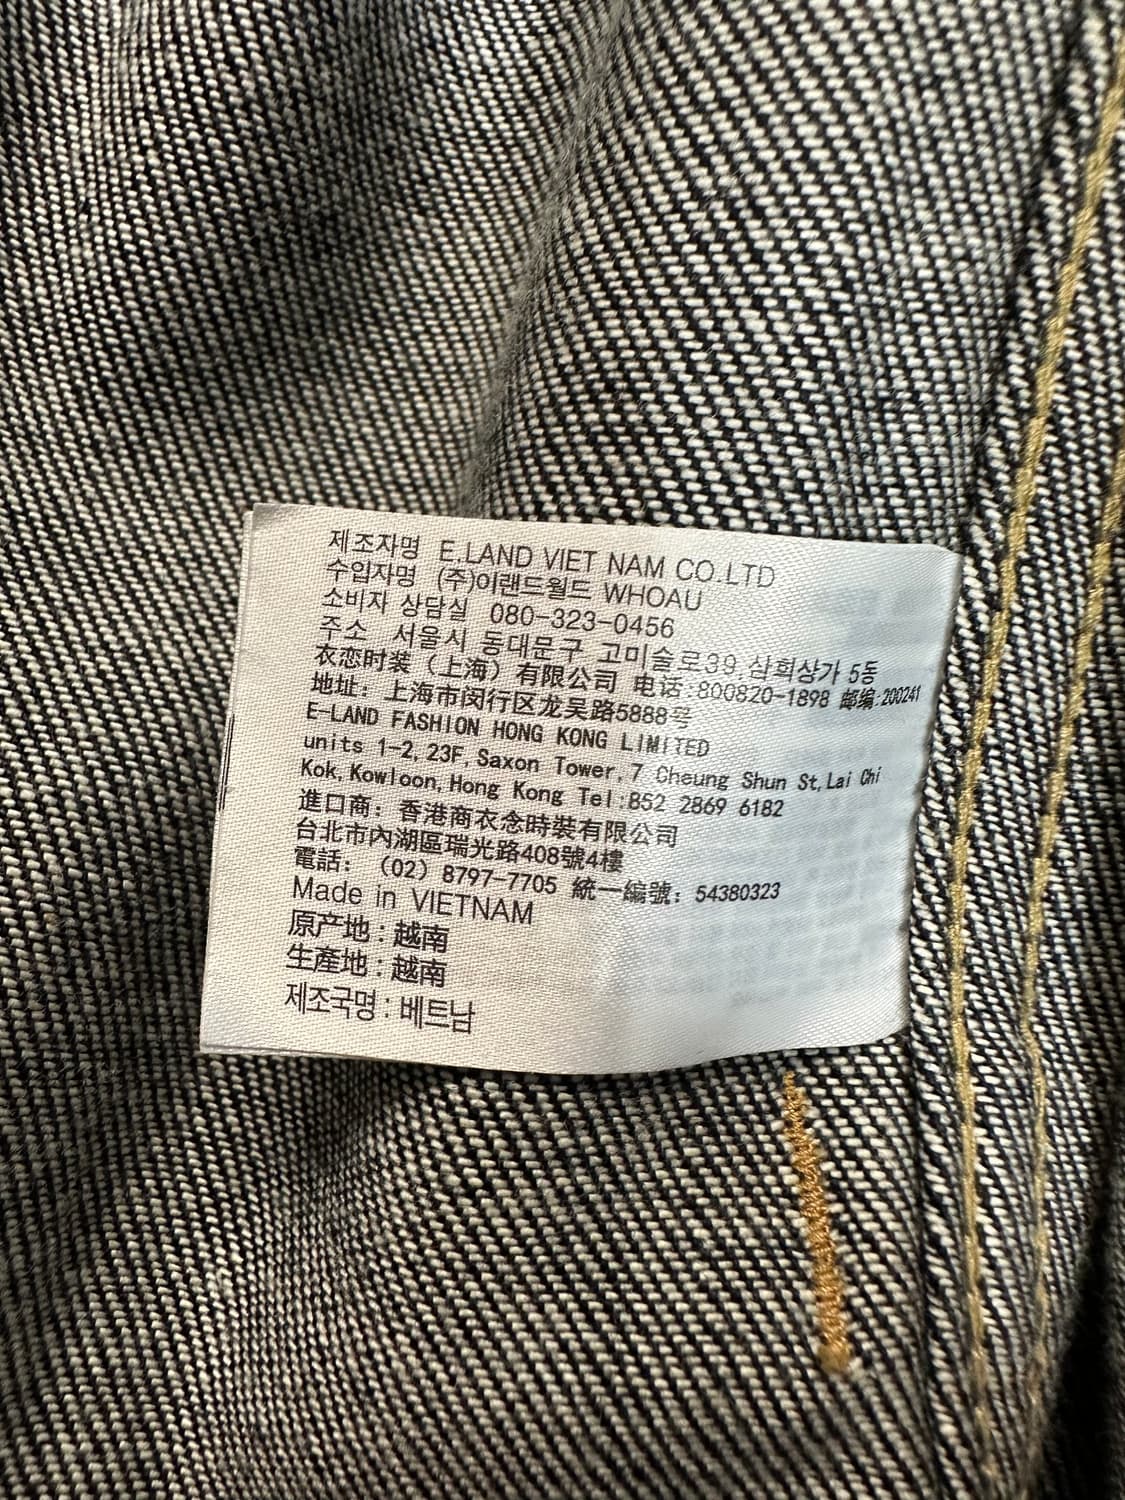 제조자명 E.LAND VIET NAM CO.LTD
수입자명 (주)이랜드월드 WHOAU
소비자 상담실 080-323-0456
주소 서울시 동대문구 고미술로39,삼희상가 5동
衣恋时装（上海）有限公司 电话:800820-1898 邮编:200241
地址：上海市闵行区龙吴路5888号
E-LAND FASHION HONG KONG LIMITED
units 1-2,23F,Saxon Tower,7 Cheung Shun St,Lai Chi
Kok,Kowloon,Hong Kong Tel:852 2869 6182
進口商：香港商衣念時裝有限公司
台北市內湖區瑞光路408號4樓
電話：（02）8797-7705 統一編號：54380323
Made in VIETNAM
原产地:越南
生產地:越南
제조국명:베트남